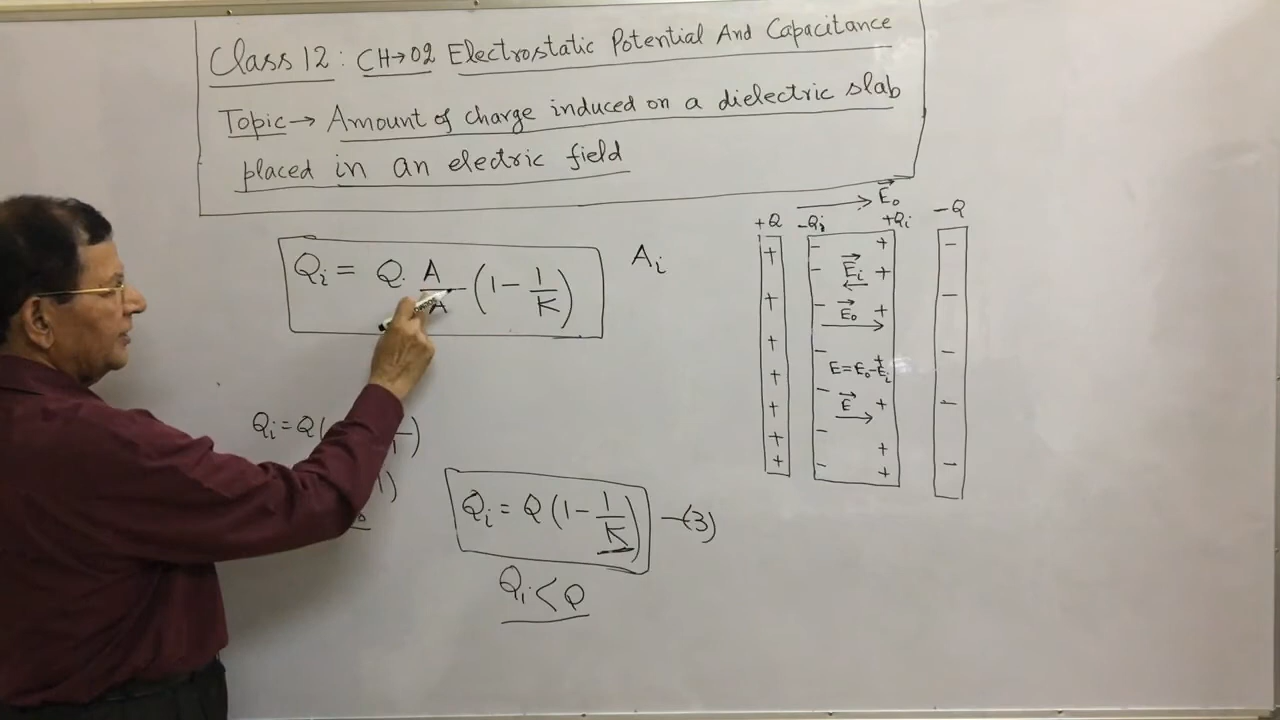 Class 12 : CH→02 Electrostatic Potential And Capacitance
Topic → Amount of charge induced on a dielectric slab
placed in an electric field
Qi = Q. A/A (1 - 1/K)
Ai
E₀
+Q -Qi +Qi -Q
+ - + -
+ - Ei +
+ - E₀ + -
+ - + -
+ E=E₀-Ei
+ - E + -
+ - +
+ - + -
Qi = Q(
1)
Qi = Q(1 - 1/K) —(3)
Qi < Q